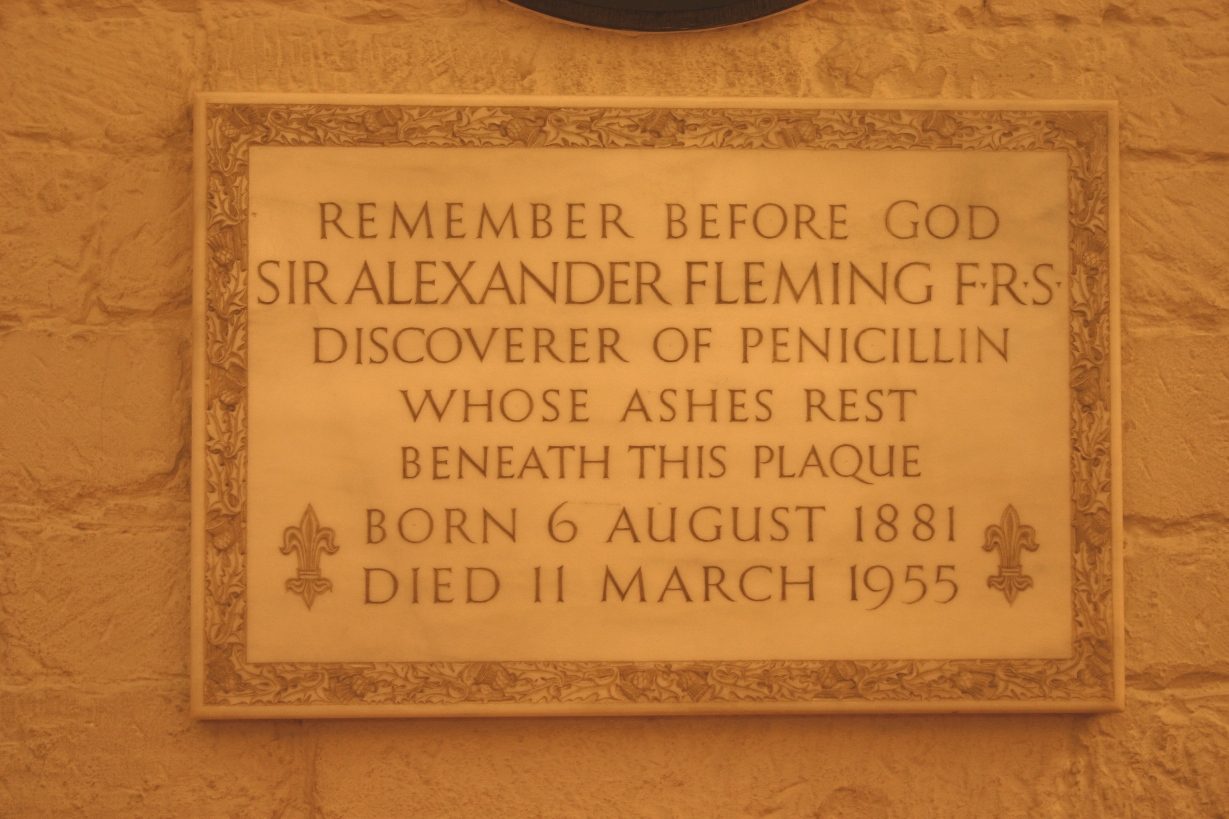 REMEMBER BEFORE GOD
SIR ALEXANDER FLEMING F·R·S·
DISCOVERER OF PENICILLIN
WHOSE ASHES REST
BENEATH THIS PLAQUE
BORN 6 AUGUST 1881
DIED 11 MARCH 1955